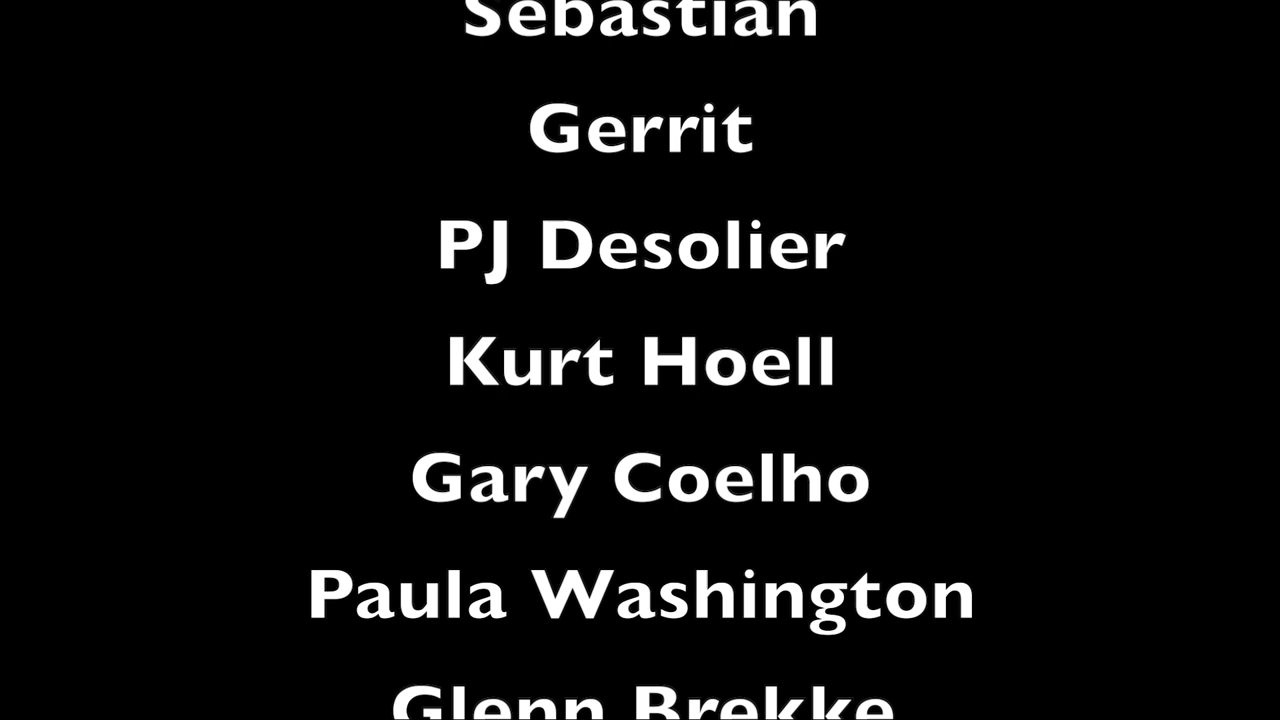 Sebastian
Gerrit
PJ Desolier
Kurt Hoell
Gary Coelho
Paula Washington
Glenn Brekke